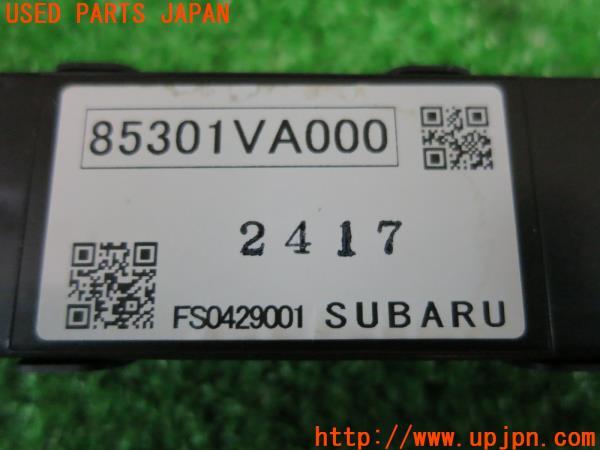 USED PARTS JAPAN
85301VA000
2417
FS0429001 SUBARU
http://www.upjpn.com/